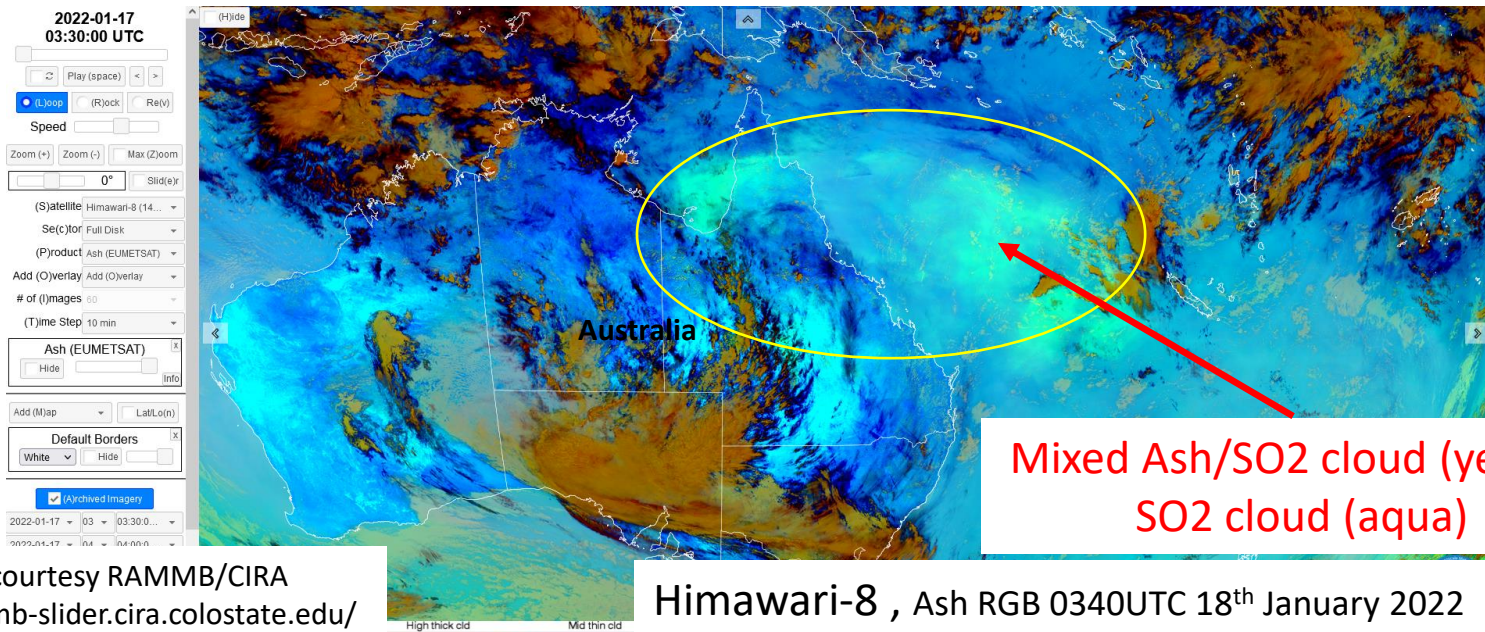 2022-01-17
03:30:00 UTC
Play (space) < >
(L)oop (R)ock Re(v)
Speed
Zoom (+) Zoom (-) Max (Z)oom
0° Slid(e)r
(S)atellite Himawari-8 (14...
Se(c)tor Full Disk
(P)roduct Ash (EUMETSAT)
Add (O)verlay Add (O)verlay
# of (I)mages 60
(T)ime Step 10 min
Ash (EUMETSAT) x
Hide
Info
Add (M)ap Lat/Lo(n)
Default Borders x
White Hide
(A)rchived Imagery
2022-01-17 03 03:30:0...
2022-01-17 04 04:00:0
(H)ide
Australia
Mixed Ash/SO2 cloud (ye
SO2 cloud (aqua)
courtesy RAMMB/CIRA
mb-slider.cira.colostate.edu/
High thick cld Mid thin cld
Himawari-8 , Ash RGB 0340UTC 18th January 2022